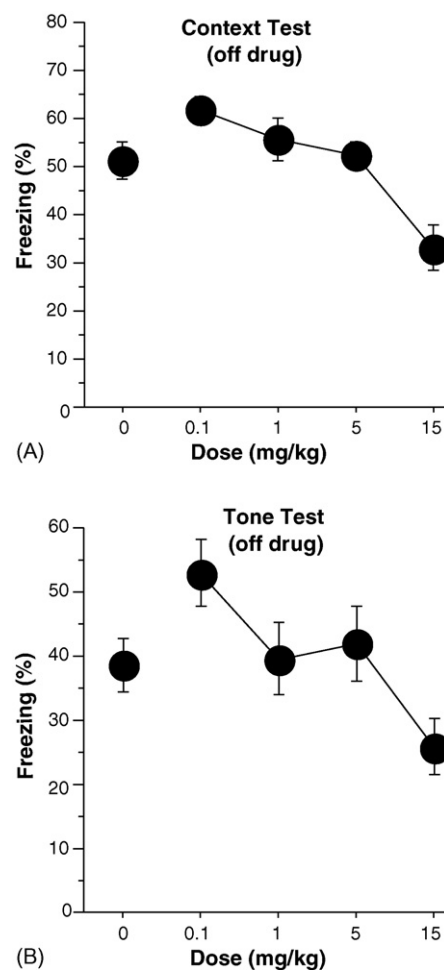 Context Test
(off drug)
80
70
60
50
40
30
20
10
0
Freezing (%)
0 0.1 1 5 15
Dose (mg/kg)
(A)
Tone Test
(off drug)
60
50
40
30
20
10
0
Freezing (%)
0 0.1 1 5 15
Dose (mg/kg)
(B)